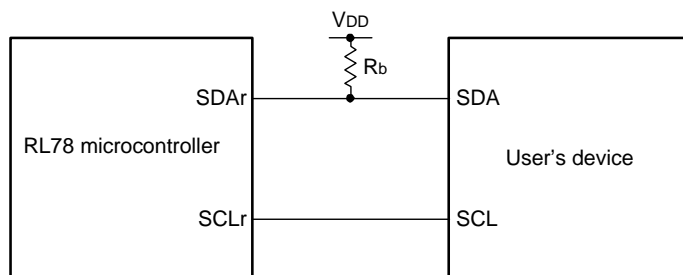 VDD
Rb
SDAr
SDA
RL78 microcontroller
User's device
SCLr
SCL